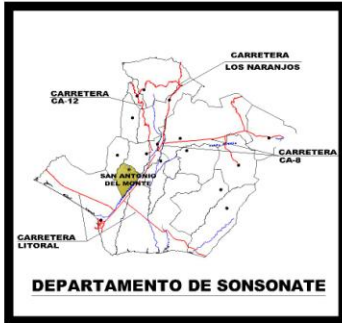 CARRETERA
LOS NARANJOS
CARRETERA
CA-12
CARRETERA
CA-8
SAN ANTONIO
DEL MONTE
CARRETERA
LITORAL
DEPARTAMENTO DE SONSONATE